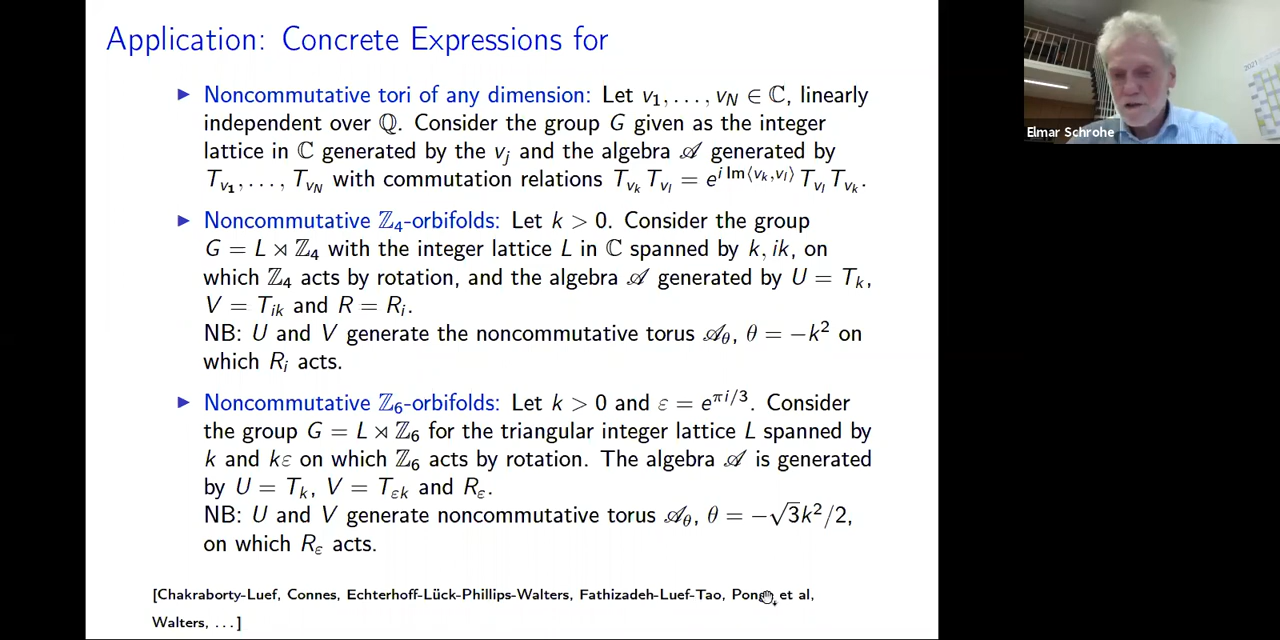 Application: Concrete Expressions for
▶ Noncommutative tori of any dimension: Let v₁, . . . , v_N ∈ ℂ, linearly
independent over ℚ. Consider the group G given as the integer
lattice in ℂ generated by the v_j and the algebra 𝒜 generated by
T_{v₁}, . . . , T_{v_N} with commutation relations T_{v_k} T_{v_l} = e^{i Im⟨v_k,v_l⟩} T_{v_l} T_{v_k}.
▶ Noncommutative ℤ₄-orbifolds: Let k > 0. Consider the group
G = L ⋊ ℤ₄ with the integer lattice L in ℂ spanned by k, ik, on
which ℤ₄ acts by rotation, and the algebra 𝒜 generated by U = T_k,
V = T_{ik} and R = R_i.
NB: U and V generate the noncommutative torus 𝒜_θ, θ = −k² on
which R_i acts.
▶ Noncommutative ℤ₆-orbifolds: Let k > 0 and ε = e^{πi/3}. Consider
the group G = L ⋊ ℤ₆ for the triangular integer lattice L spanned by
k and kε on which ℤ₆ acts by rotation. The algebra 𝒜 is generated
by U = T_k, V = T_{εk} and R_ε.
NB: U and V generate noncommutative torus 𝒜_θ, θ = −√3k²/2,
on which R_ε acts.
[Chakraborty-Luef, Connes, Echterhoff-Lück-Phillips-Walters, Fathizadeh-Luef-Tao, et al,
Walters, . . .]
Elmar Schrohe
2021